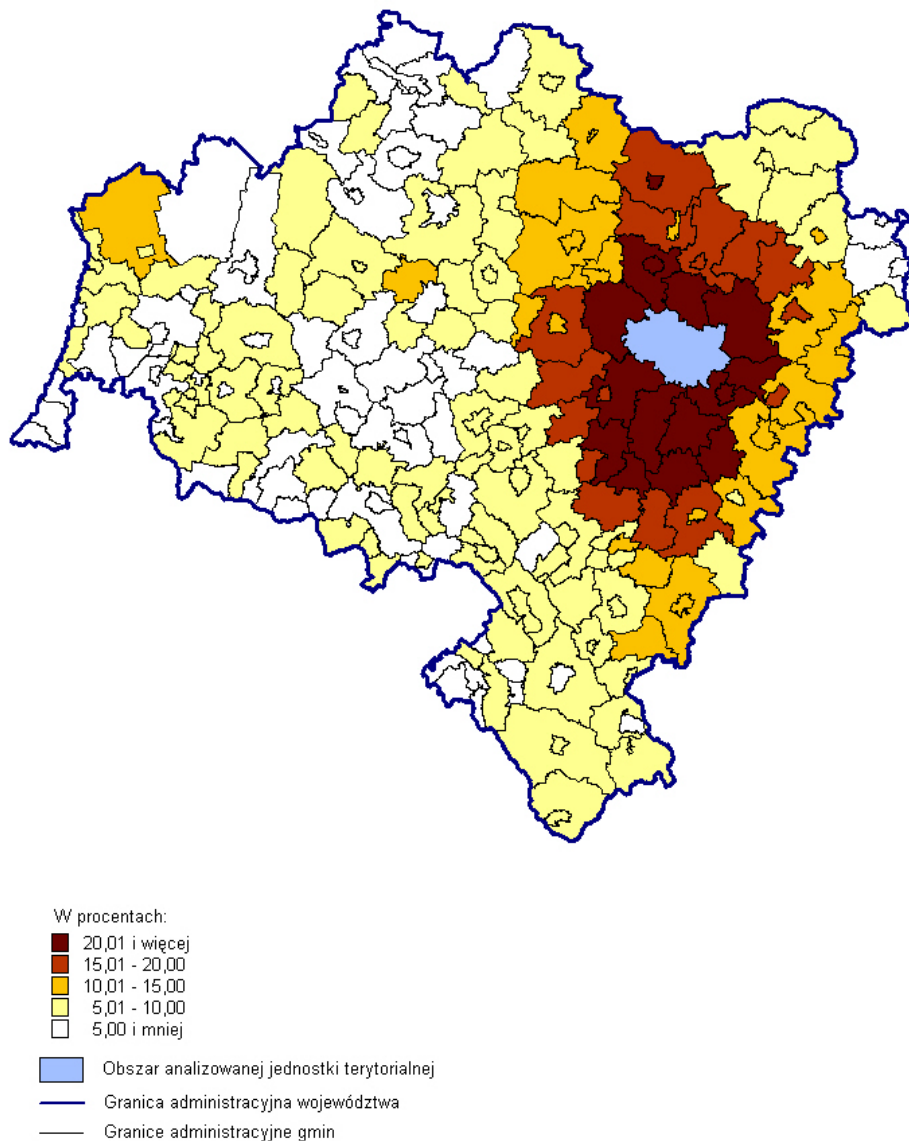 W procentach:
20,01 i więcej
15,01 - 20,00
10,01 - 15,00
5,01 - 10,00
5,00 i mniej
Obszar analizowanej jednostki terytorialnej
Granica administracyjna województwa
Granice administracyjne gmin